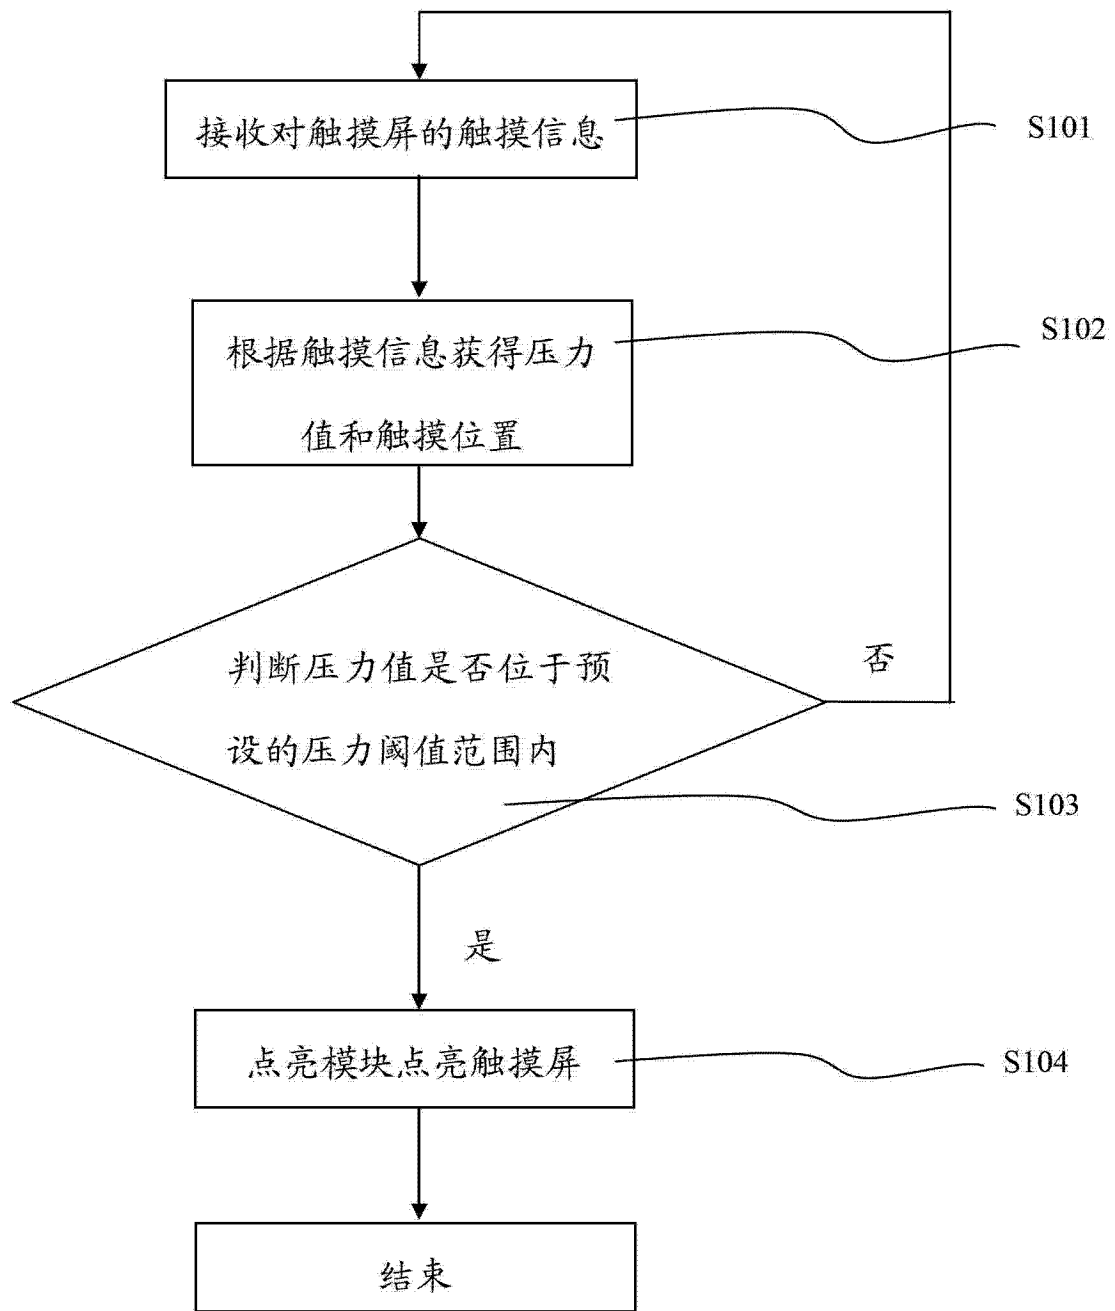 接收对触摸屏的触摸信息
S101
根据触摸信息获得压力
值和触摸位置
S102
判断压力值是否位于预
设的压力阈值范围内
否
S103
是
点亮模块点亮触摸屏
S104
结束